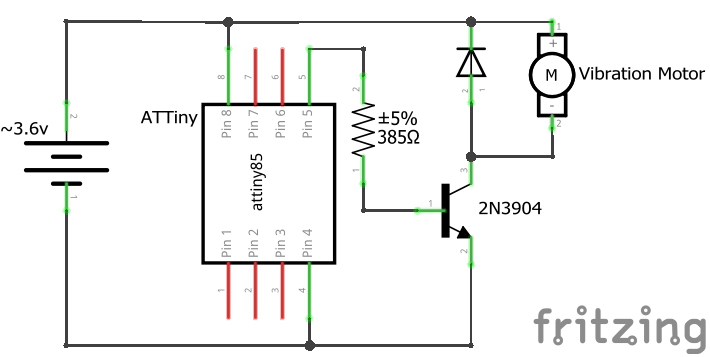 1
8
7
6
5
2
+
M
Vibration Motor
-
2
2
1
ATTiny
Pin 8
Pin 7
Pin 6
Pin 5
±5%
385Ω
~3.6v
2
1
attiny85
1
3
1
2N3904
2
Pin 1
Pin 2
Pin 3
Pin 4
1
2
3
4
fritzing